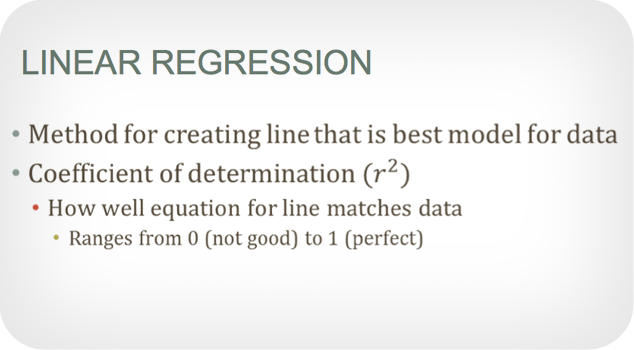 LINEAR REGRESSION
• Method for creating line that is best model for data
• Coefficient of determination (r²)
• How well equation for line matches data
• Ranges from 0 (not good) to 1 (perfect)